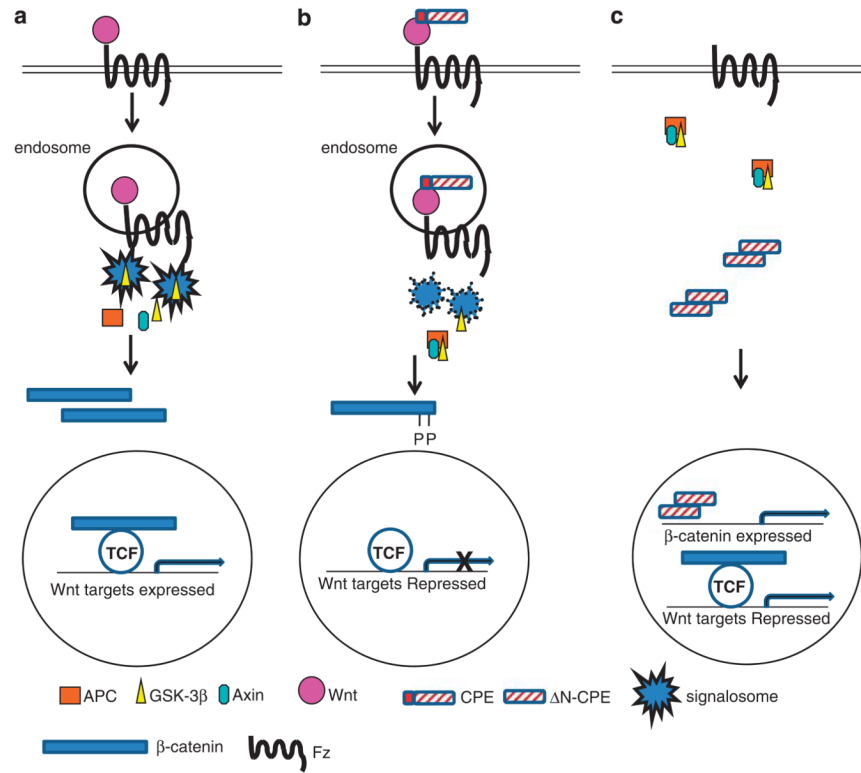 a
b
c
endosome
endosome
PP
TCF
Wnt targets expressed
TCF
Wnt targets Repressed
β-catenin expressed
TCF
Wnt targets Repressed
APC
GSK-3β
Axin
Wnt
CPE
ΔN-CPE
signalosome
β-catenin
Fz